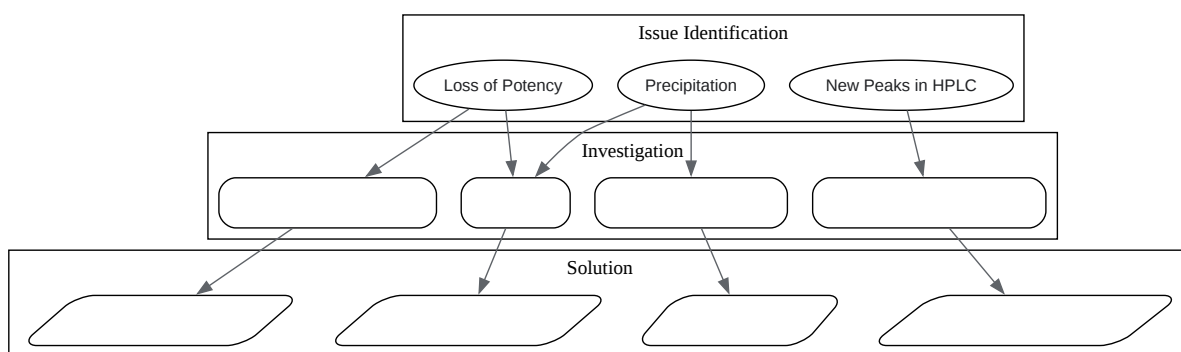 Issue Identification
Loss of Potency
Precipitation
New Peaks in HPLC
Investigation
Solution